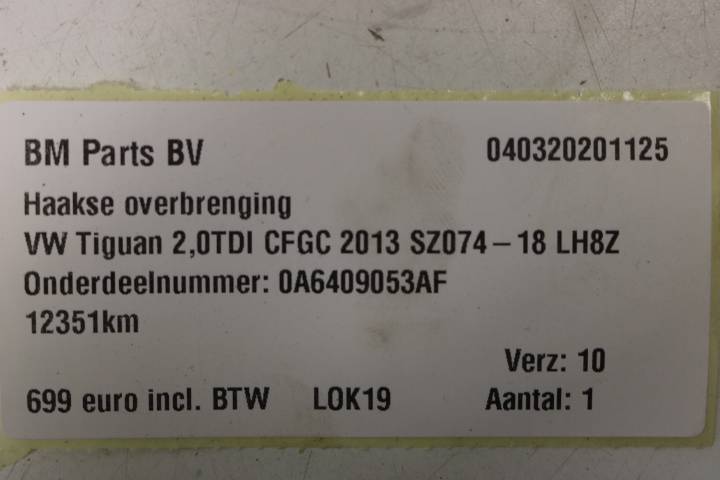 BM Parts BV 040320201125
Haakse overbrenging
VW Tiguan 2,0TDI CFGC 2013 SZ074-18 LH8Z
Onderdeelnummer: 0A6409053AF
12351km
Verz: 10
699 euro incl. BTW LOK19 Aantal: 1